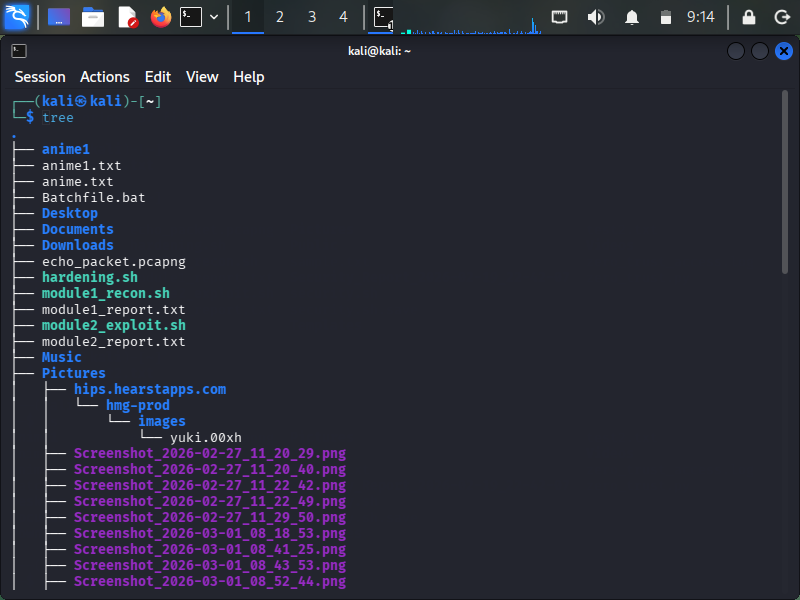 1 2 3 4 9:14
kali@kali: ~
Session Actions Edit View Help
┌──(kali㉿kali)-[~]
└─$ tree
.
├── anime1
├── anime1.txt
├── anime.txt
├── Batchfile.bat
├── Desktop
├── Documents
├── Downloads
├── echo_packet.pcapng
├── hardening.sh
├── module1_recon.sh
├── module1_report.txt
├── module2_exploit.sh
├── module2_report.txt
├── Music
├── Pictures
│   ├── hips.hearstapps.com
│   │   └── hmg-prod
│   │       └── images
│   │           └── yuki.00xh
│   ├── Screenshot_2026-02-27_11_20_29.png
│   ├── Screenshot_2026-02-27_11_20_40.png
│   ├── Screenshot_2026-02-27_11_22_42.png
│   ├── Screenshot_2026-02-27_11_22_49.png
│   ├── Screenshot_2026-02-27_11_29_50.png
│   ├── Screenshot_2026-03-01_08_18_53.png
│   ├── Screenshot_2026-03-01_08_41_25.png
│   ├── Screenshot_2026-03-01_08_43_53.png
│   ├── Screenshot_2026-03-01_08_52_44.png